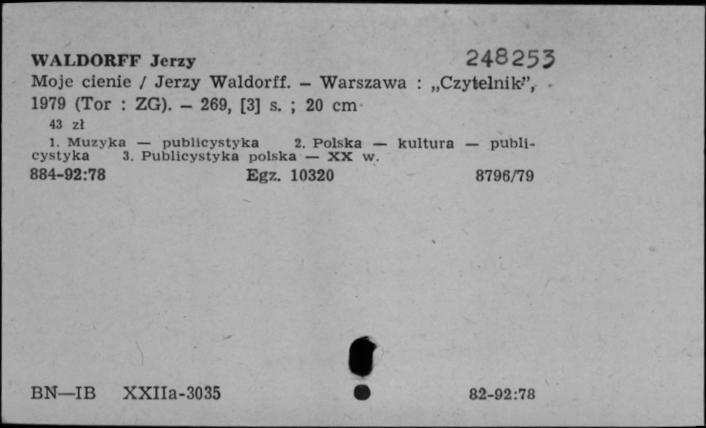 WALDORFF Jerzy 248253
Moje cienie / Jerzy Waldorff. — Warszawa : „Czytelnik”,
1979 (Tor : ZG). — 269, [3] s. ; 20 cm
43 zł
1. Muzyka — publicystyka 2. Polska — kultura — publi-
cystyka 3. Publicystyka polska — XX w.
884-92:78 Egz. 10320 8796/79
BN—IB XXIIa-3035 82-92:78